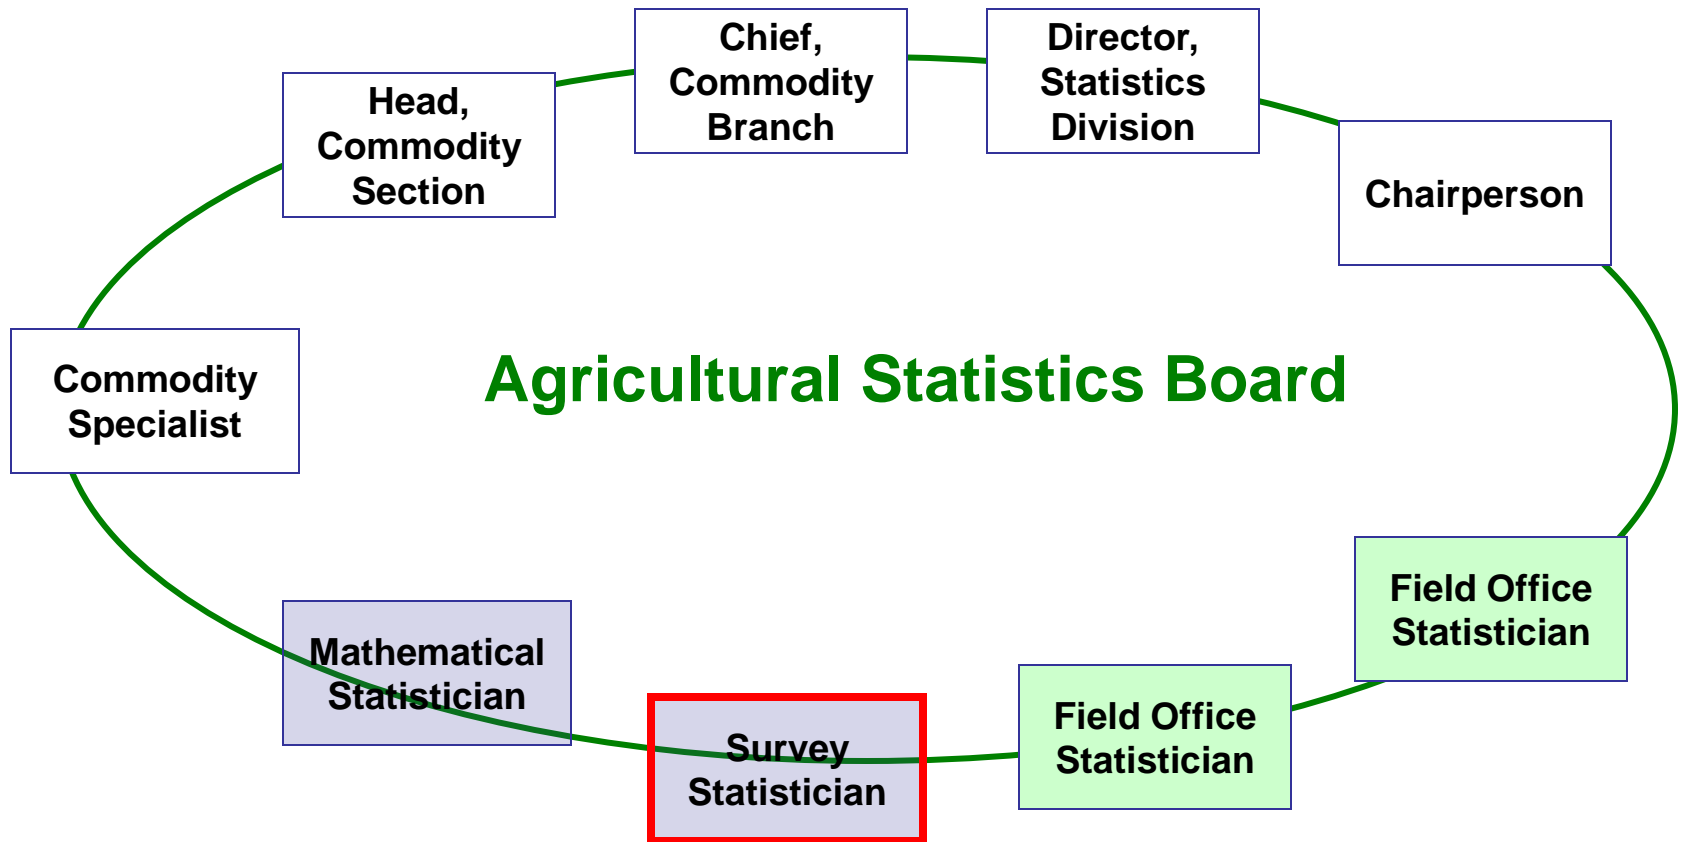 Chief,
Commodity
Branch
Director,
Statistics
Division
Head,
Commodity
Section
Chairperson
Commodity
Specialist
Agricultural Statistics Board
Field Office
Statistician
Mathematical
Statistician
Survey
Statistician
Field Office
Statistician